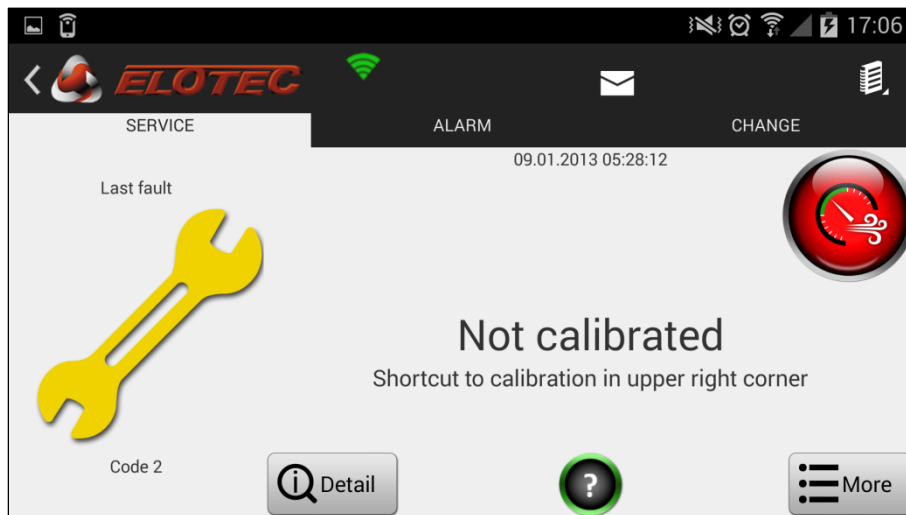 17:06
ELOTEC
SERVICE
ALARM
CHANGE
09.01.2013 05:28:12
Last fault
Not calibrated
Shortcut to calibration in upper right corner
Code 2
Detail
?
More